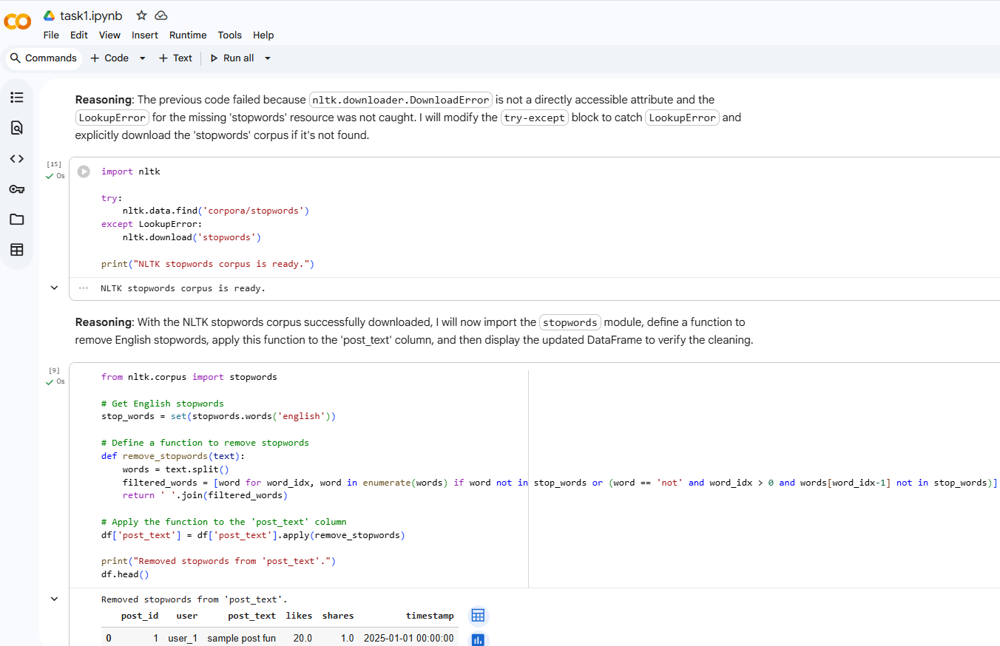 task1.ipynb
File Edit View Insert Runtime Tools Help
Commands + Code + Text Run all
Reasoning: The previous code failed because nltk.downloader.DownloadError is not a directly accessible attribute and the
LookupError for the missing 'stopwords' resource was not caught. I will modify the try-except block to catch LookupError and
explicitly download the 'stopwords' corpus if it's not found.
[15]
0s
import nltk
try:
    nltk.data.find('corpora/stopwords')
except LookupError:
    nltk.download('stopwords')
print("NLTK stopwords corpus is ready.")
NLTK stopwords corpus is ready.
Reasoning: With the NLTK stopwords corpus successfully downloaded, I will now import the stopwords module, define a function to
remove English stopwords, apply this function to the 'post_text' column, and then display the updated DataFrame to verify the cleaning.
[9]
0s
from nltk.corpus import stopwords
# Get English stopwords
stop_words = set(stopwords.words('english'))
# Define a function to remove stopwords
def remove_stopwords(text):
    words = text.split()
    filtered_words = [word for word_idx, word in enumerate(words) if word not in stop_words or (word == 'not' and word_idx > 0 and words[word_idx-1] not in stop_words)]
    return ' '.join(filtered_words)
# Apply the function to the 'post_text' column
df['post_text'] = df['post_text'].apply(remove_stopwords)
print("Removed stopwords from 'post_text'.")
df.head()
Removed stopwords from 'post_text'.
post_id user post_text likes shares timestamp
0 1 user_1 sample post fun 20.0 1.0 2025-01-01 00:00:00